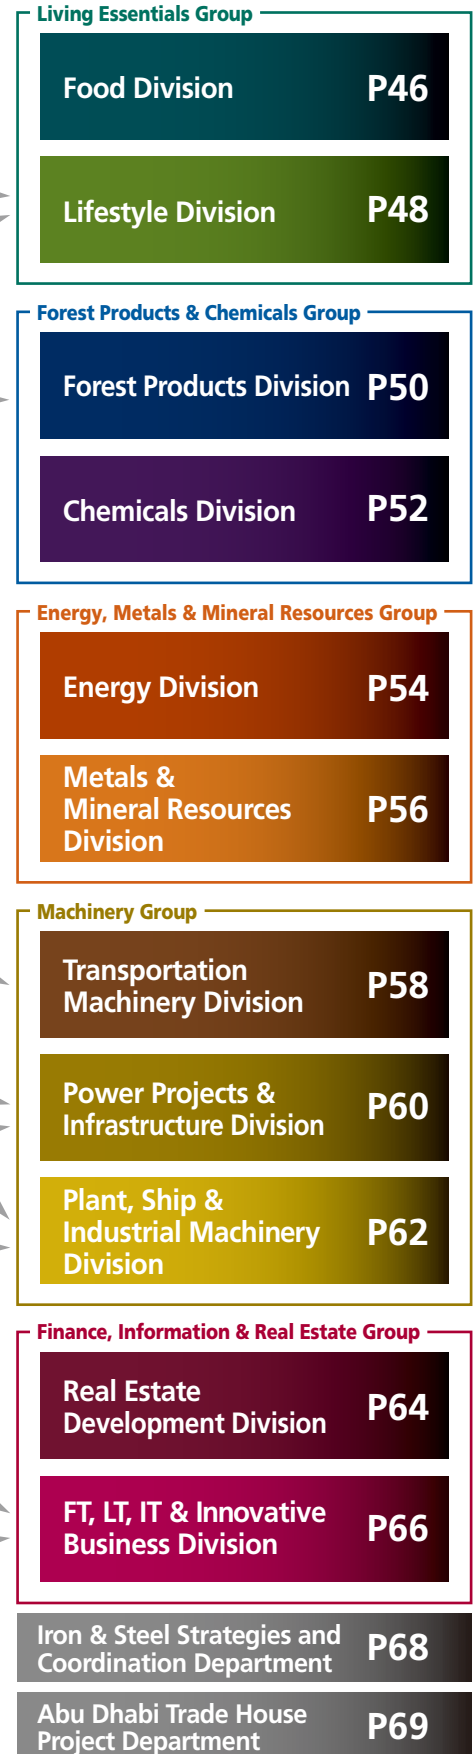 Living Essentials Group
Food Division P46
Lifestyle Division P48
Forest Products & Chemicals Group
Forest Products Division P50
Chemicals Division P52
Energy, Metals & Mineral Resources Group
Energy Division P54
Metals &
Mineral Resources P56
Division
Machinery Group
Transportation
Machinery Division P58
Power Projects &
Infrastructure Division P60
Plant, Ship &
Industrial Machinery P62
Division
Finance, Information & Real Estate Group
Real Estate
Development Division P64
FT, LT, IT & Innovative
Business Division P66
Iron & Steel Strategies and
Coordination Department P68
Abu Dhabi Trade House
Project Department P69